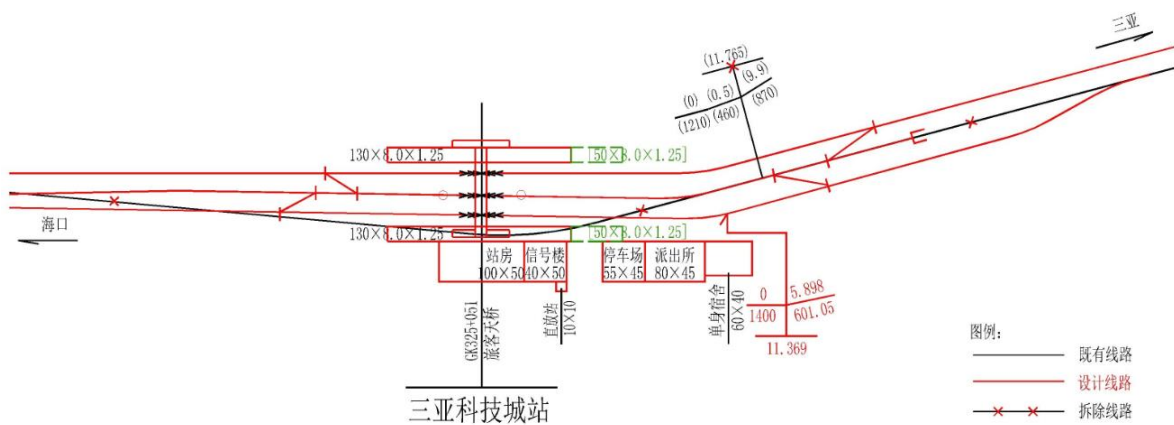 三亚
(11.765)
(0) (0.5) (9.9)
(1210) (460) (870)
130×8.0×1.25 [50×8.0×1.25]
海口
130×8.0×1.25 [50×8.0×1.25]
站房
100×50
信号楼
40×50
停车场
55×45
派出所
80×45
GK325+051
旅客天桥
直放站
10×10
单身宿舍
60×40
0 5.898
1400 601.05
11.369
三亚科技城站
图例:
既有线路
设计线路
拆除线路